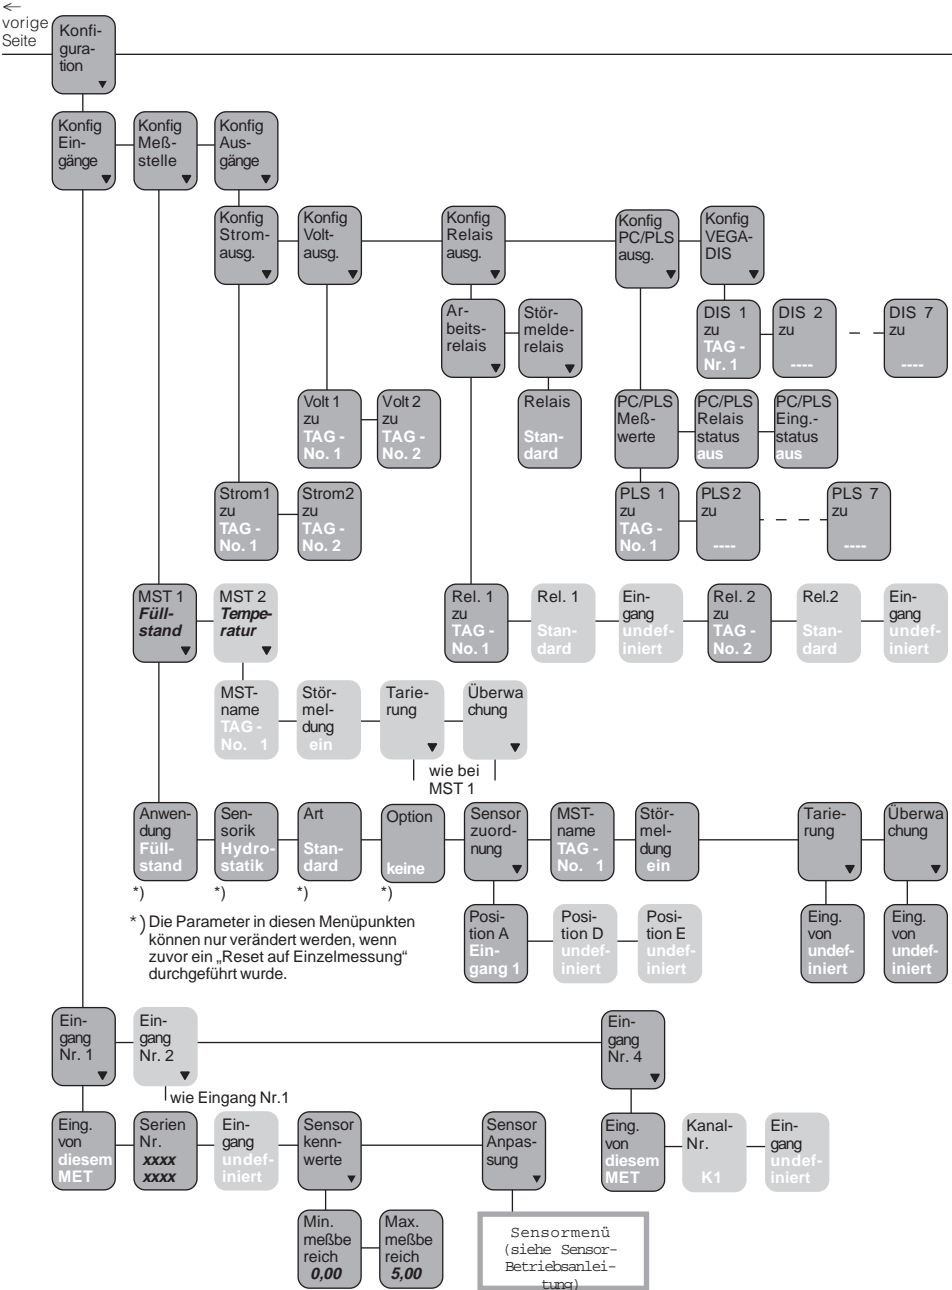 ←
vorige
Seite
Konfi-
gura-
tion
Konfig
Ein-
gänge
Konfig
Meß-
stelle
Konfig
Aus-
gänge
Konfig
Strom-
ausg.
Konfig
Volt-
ausg.
Konfig
Relais
ausg.
Konfig
PC/PLS
ausg.
Konfig
VEGA-
DIS
Ar-
beits-
relais
Stör-
melde-
relais
DIS 1
zu
TAG -
Nr. 1
DIS 2
zu
----
DIS 7
zu
----
Volt 1
zu
TAG -
No. 1
Volt 2
zu
TAG -
No. 2
Relais
Stan-
dard
PC/PLS
Meß-
werte
PC/PLS
Relais
status
aus
PC/PLS
Eing.-
status
aus
Strom1
zu
TAG -
No. 1
Strom2
zu
TAG -
No. 2
PLS 1
zu
TAG -
No. 1
PLS 2
zu
----
PLS 7
zu
----
MST 1
Füll-
stand
MST 2
Tempe-
ratur
Rel. 1
zu
TAG -
No. 1
Rel. 1
Stan-
dard
Ein-
gang
undef-
iniert
Rel. 2
zu
TAG -
No. 2
Rel.2
Stan-
dard
Ein-
gang
undef-
iniert
MST-
name
TAG -
No. 1
Stör-
mel-
dung
ein
Tarie-
rung
Überwa
chung
wie bei
MST 1
Anwen-
dung
Füll-
stand
Sen-
sorik
Hydro-
statik
Art
Stan-
dard
Option
keine
Sensor
zuord-
nung
MST-
name
TAG -
No. 1
Stör-
mel-
dung
ein
Tarie-
rung
Überwa
chung
*)
*)
*)
*)
*) Die Parameter in diesen Menüpunkten
können nur verändert werden, wenn
zuvor ein „Reset auf Einzelmessung“
durchgeführt wurde.
Posi-
tion A
Ein-
gang 1
Posi-
tion D
undef-
iniert
Posi-
tion E
undef-
iniert
Eing.
von
undef-
iniert
Eing.
von
undef-
iniert
Ein-
gang
Nr. 1
Ein-
gang
Nr. 2
Ein-
gang
Nr. 4
wie Eingang Nr.1
Eing.
von
diesem
MET
Serien
Nr.
xxxx
xxxx
Ein-
gang
undef-
iniert
Sensor
kenn-
werte
Sensor
Anpas-
sung
Eing.
von
diesem
MET
Kanal-
Nr.
K1
Ein-
gang
undef-
iniert
Min.
meßbe
reich
0,00
Max.
meßbe
reich
5,00
Sensormenü
(siehe Sensor-
Betriebsanlei-
tung)